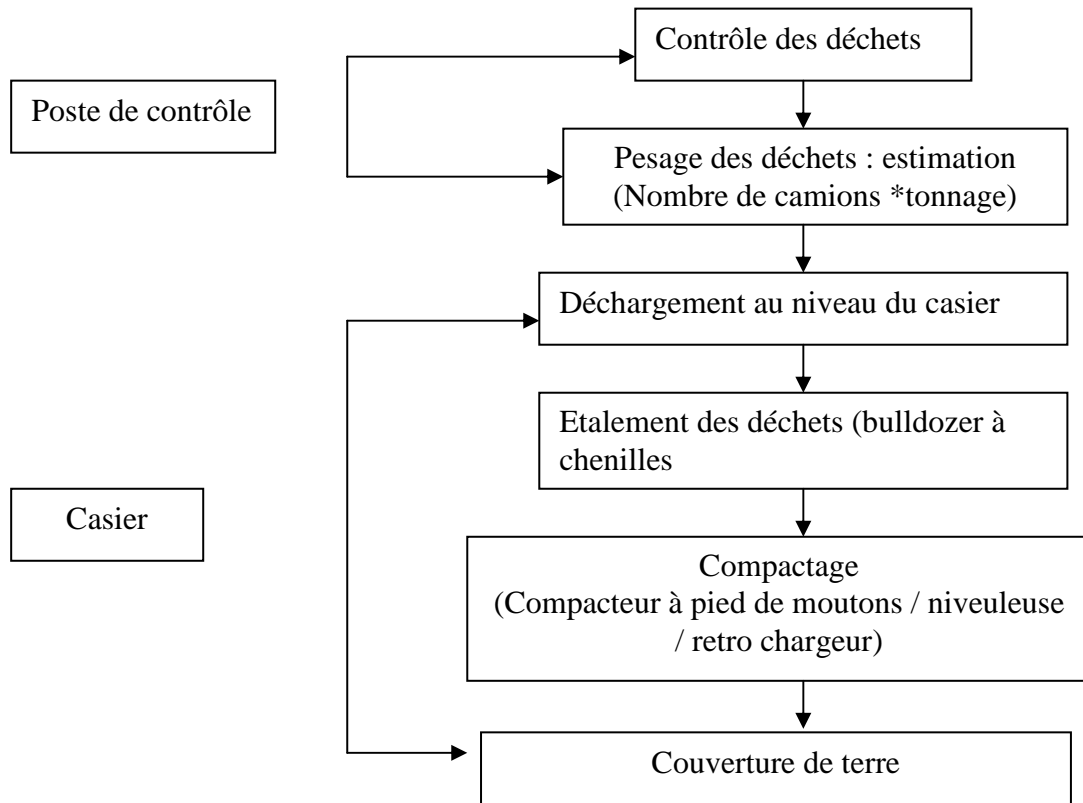 Contrôle des déchets
Poste de contrôle
Pesage des déchets : estimation
(Nombre de camions *tonnage)
Déchargement au niveau du casier
Etalement des déchets (bulldozer à
chenilles
Casier
Compactage
(Compacteur à pied de moutons / niveuleuse
/ retro chargeur)
Couverture de terre